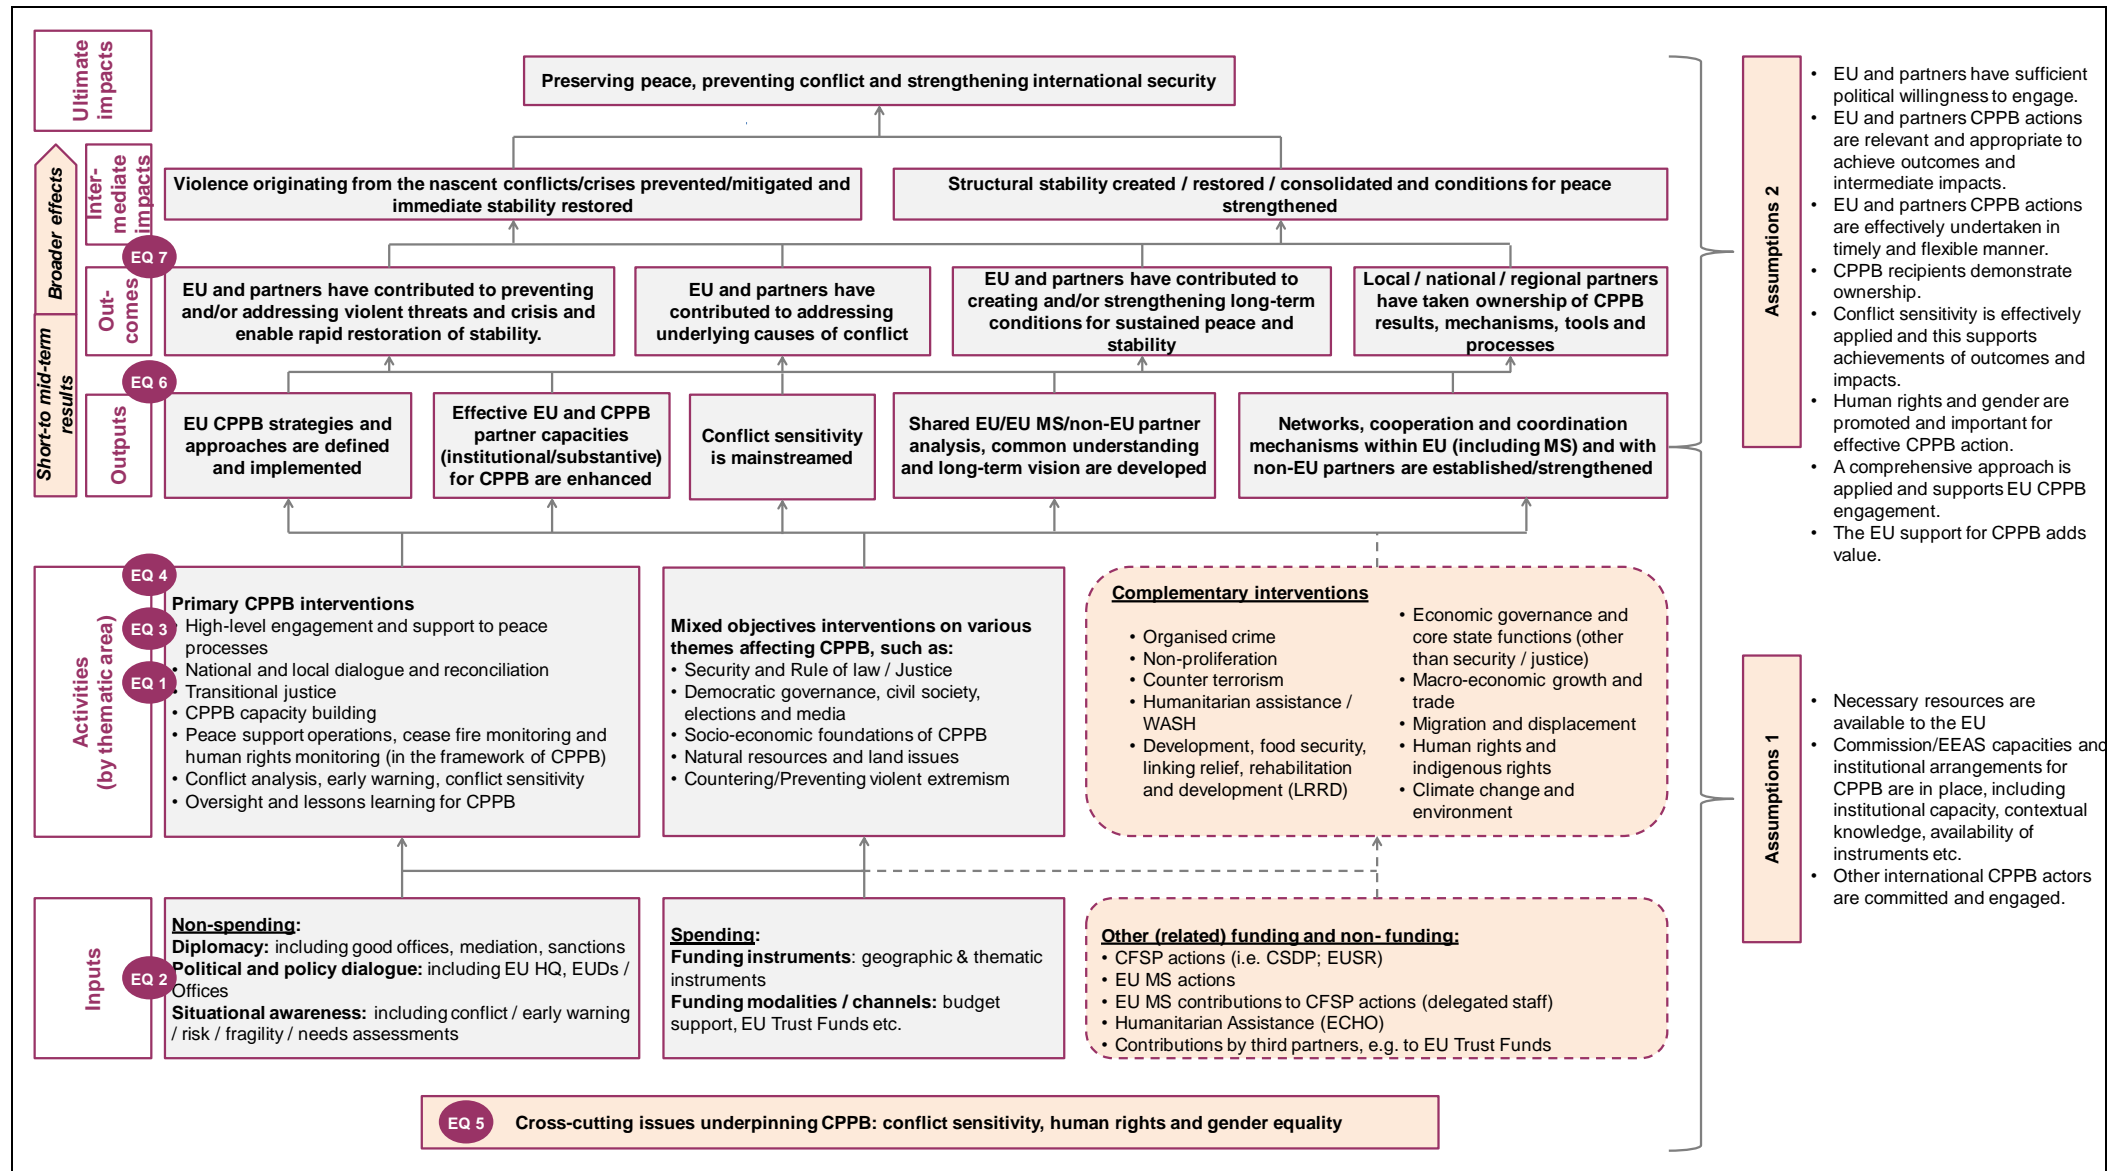 Ultimate
impacts
Preserving peace, preventing conflict and strengthening international security
Broader effects
Inter-
mediate
impacts
Violence originating from the nascent conflicts/crises prevented/mitigated and
immediate stability restored
Structural stability created / restored / consolidated and conditions for peace
strengthened
EQ 7
Out-
comes
EU and partners have contributed to preventing
and/or addressing violent threats and crisis and
enable rapid restoration of stability.
EU and partners have
contributed to addressing
underlying causes of conflict
EU and partners have contributed to
creating and/or strengthening long-term
conditions for sustained peace and
stability
Local / national / regional partners
have taken ownership of CPPB
results, mechanisms, tools and
processes
Short-to mid-term
results
EQ 6
Outputs
EU CPPB strategies and
approaches are defined
and implemented
Effective EU and CPPB
partner capacities
(institutional/substantive)
for CPPB are enhanced
Conflict sensitivity
is mainstreamed
Shared EU/EU MS/non-EU partner
analysis, common understanding
and long-term vision are developed
Networks, cooperation and coordination
mechanisms within EU (including MS) and with
non-EU partners are established/strengthened
Activities
(by thematic area)
EQ 4
EQ 3
EQ 1
Primary CPPB interventions
• High-level engagement and support to peace
processes
• National and local dialogue and reconciliation
• Transitional justice
• CPPB capacity building
• Peace support operations, cease fire monitoring and
human rights monitoring (in the framework of CPPB)
• Conflict analysis, early warning, conflict sensitivity
• Oversight and lessons learning for CPPB
Mixed objectives interventions on various
themes affecting CPPB, such as:
• Security and Rule of law / Justice
• Democratic governance, civil society,
elections and media
• Socio-economic foundations of CPPB
• Natural resources and land issues
• Countering/Preventing violent extremism
Complementary interventions
• Organised crime
• Non-proliferation
• Counter terrorism
• Humanitarian assistance /
WASH
• Development, food security,
linking relief, rehabilitation
and development (LRRD)
• Economic governance and
core state functions (other
than security / justice)
• Macro-economic growth and
trade
• Migration and displacement
• Human rights and
indigenous rights
• Climate change and
environment
Inputs
EQ 2
Non-spending:
Diplomacy: including good offices, mediation, sanctions
Political and policy dialogue: including EU HQ, EUDs /
Offices
Situational awareness: including conflict / early warning
/ risk / fragility / needs assessments
Spending:
Funding instruments: geographic & thematic
instruments
Funding modalities / channels: budget
support, EU Trust Funds etc.
Other (related) funding and non- funding:
• CFSP actions (i.e. CSDP; EUSR)
• EU MS actions
• EU MS contributions to CFSP actions (delegated staff)
• Humanitarian Assistance (ECHO)
• Contributions by third partners, e.g. to EU Trust Funds
EQ 5
Cross-cutting issues underpinning CPPB: conflict sensitivity, human rights and gender equality
Assumptions 2
• EU and partners have sufficient
political willingness to engage.
• EU and partners CPPB actions
are relevant and appropriate to
achieve outcomes and
intermediate impacts.
• EU and partners CPPB actions
are effectively undertaken in
timely and flexible manner.
• CPPB recipients demonstrate
ownership.
• Conflict sensitivity is effectively
applied and this supports
achievements of outcomes and
impacts.
• Human rights and gender are
promoted and important for
effective CPPB action.
• A comprehensive approach is
applied and supports EU CPPB
engagement.
• The EU support for CPPB adds
value.
Assumptions 1
• Necessary resources are
available to the EU
• Commission/EEAS capacities and
institutional arrangements for
CPPB are in place, including
institutional capacity, contextual
knowledge, availability of
instruments etc.
• Other international CPPB actors
are committed and engaged.